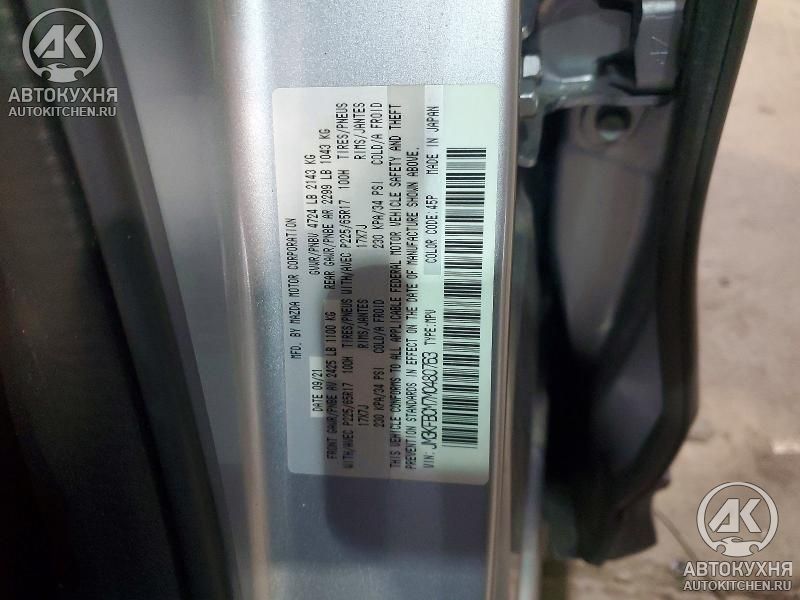 АК
АВТОКУХНЯ
AUTOKITCHEN.RU
MFD. BY MAZDA MOTOR CORPORATION
DATE 09/21 GVWR/PNBV 4724 LB 2143 KG
FRONT GAWR/PNBE AV 2425 LB 1100 KG REAR GAWR/PNBE AR 2299 LB 1043 KG
WITH/AVEC P225/65R17 100H TIRES/PNEUS WITH/AVEC P225/65R17 100H TIRES/PNEUS
17X7J RIMS/JANTES 17X7J RIMS/JANTES
230 KPA/34 PSI COLD/A FROID 230 KPA/34 PSI COLD/A FROID
THIS VEHICLE CONFORMS TO ALL APPLICABLE FEDERAL MOTOR VEHICLE SAFETY AND THEFT
PREVENTION STANDARDS IN EFFECT ON THE DATE OF MANUFACTURE SHOWN ABOVE.
VIN: JM3KFBCM7M0480763 TYPE:MPV COLOR CODE: 45P MADE IN JAPAN
АК
АВТОКУХНЯ
AUTOKITCHEN.RU